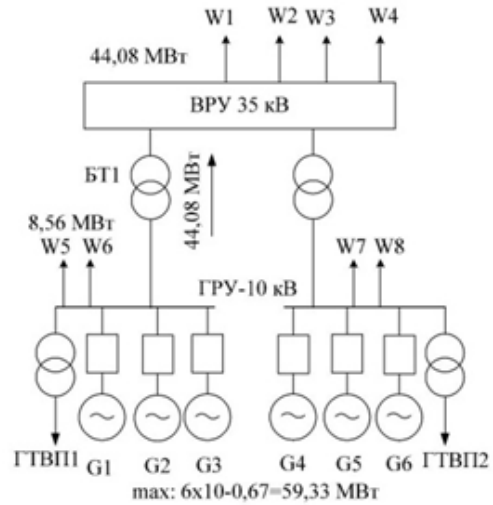 W1 W2 W3 W4
44,08 МВт
ВРУ 35 кВ
БТ1
44,08 МВт
8,56 МВт
W5 W6 W7 W8
ГРУ-10 кВ
ГТВП1 G1 G2 G3 G4 G5 G6 ГТВП2
max: 6x10-0,67=59,33 МВт